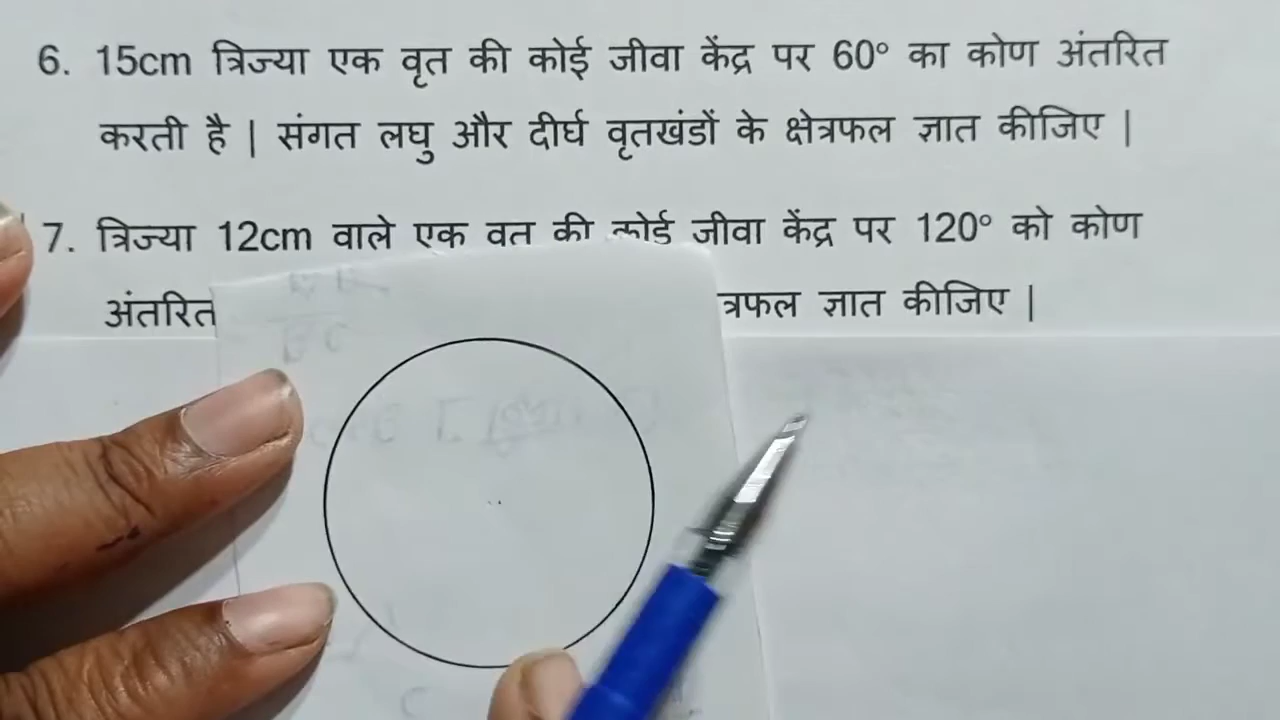 6. 15cm त्रिज्या एक वृत की कोई जीवा केंद्र पर 60° का कोण अंतरित
करती है | संगत लघु और दीर्घ वृतखंडों के क्षेत्रफल ज्ञात कीजिए |
7. त्रिज्या 12cm वाले एक वृत की कोई जीवा केंद्र पर 120° को कोण
अंतरित त्रफल ज्ञात कीजिए |